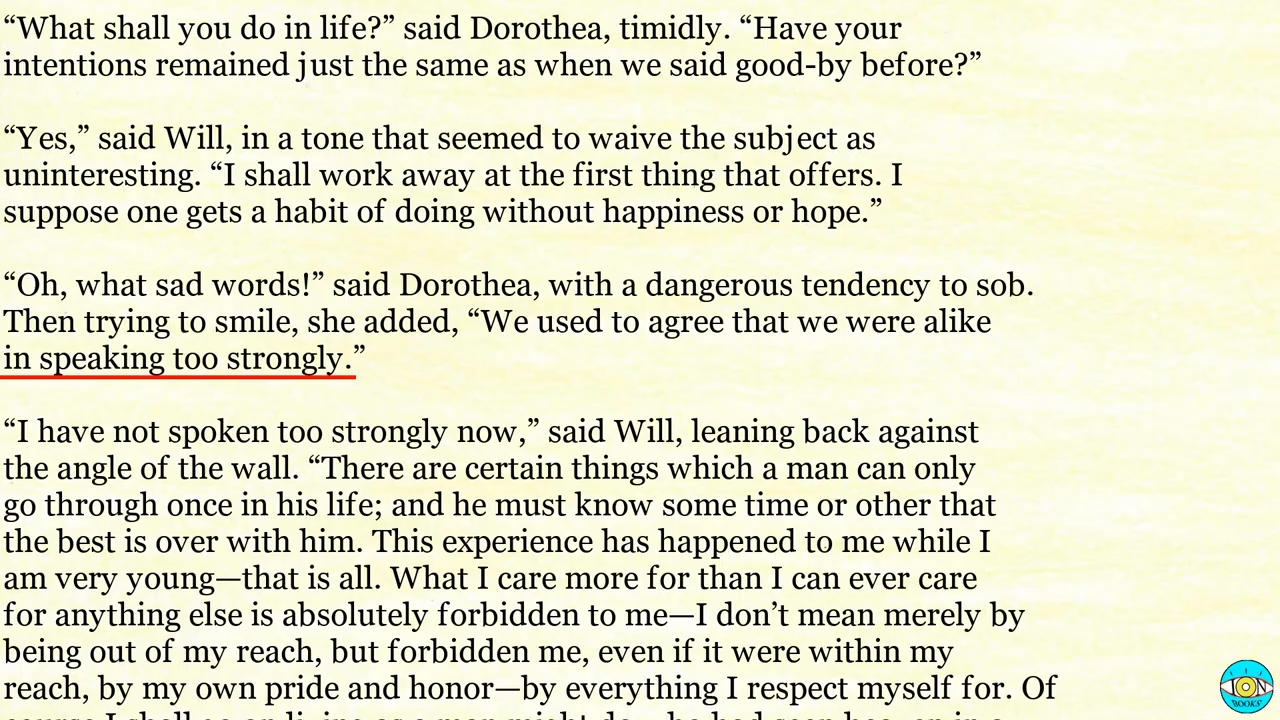 “What shall you do in life?” said Dorothea, timidly. “Have your
intentions remained just the same as when we said good-by before?”
“Yes,” said Will, in a tone that seemed to waive the subject as
uninteresting. “I shall work away at the first thing that offers. I
suppose one gets a habit of doing without happiness or hope.”
“Oh, what sad words!” said Dorothea, with a dangerous tendency to sob.
Then trying to smile, she added, “We used to agree that we were alike
in speaking too strongly.”
“I have not spoken too strongly now,” said Will, leaning back against
the angle of the wall. “There are certain things which a man can only
go through once in his life; and he must know some time or other that
the best is over with him. This experience has happened to me while I
am very young—that is all. What I care more for than I can ever care
for anything else is absolutely forbidden to me—I don’t mean merely by
being out of my reach, but forbidden me, even if it were within my
reach, by my own pride and honor—by everything I respect myself for. Of
I
ION
BOOKS